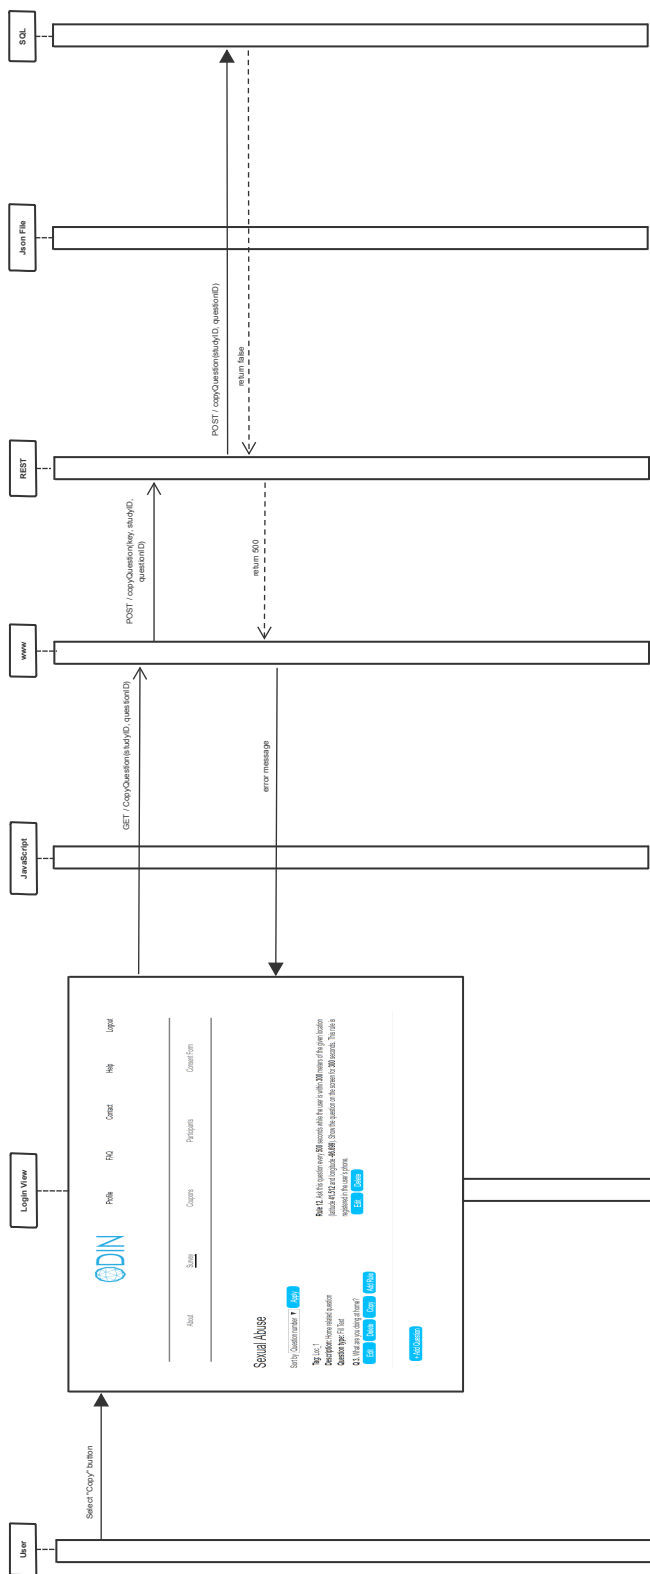 User
Login View
JavaScript
www
REST
Json File
SQL
Select "Copy" button
GET / CopyQuestion(studyID, questionID)
POST / copyQuestion(key, studyID,
questionID)
POST / copyQuestion(studyID, questionID)
return false
return 500
error message
ODIN
Profile
FAQ
Contact
Help
Logout
About
Survey
Coupons
Participants
Consent Form
Sexual Abuse
Sort by: Question number
Apply
Tag: Loc_1
Description: Home related question
Question type: Fill Text
Q 3. What are you doing at home?
Edit
Delete
Copy
Add Rule
Rule 12. Ask this question every 500 seconds while the user is within 300 meters of the given location
(latitude 41.512 and longitude -96.698). Show the question on the screen for 300 seconds. This rule is
registered in the user's phone.
Edit
Delete
+ Add Question